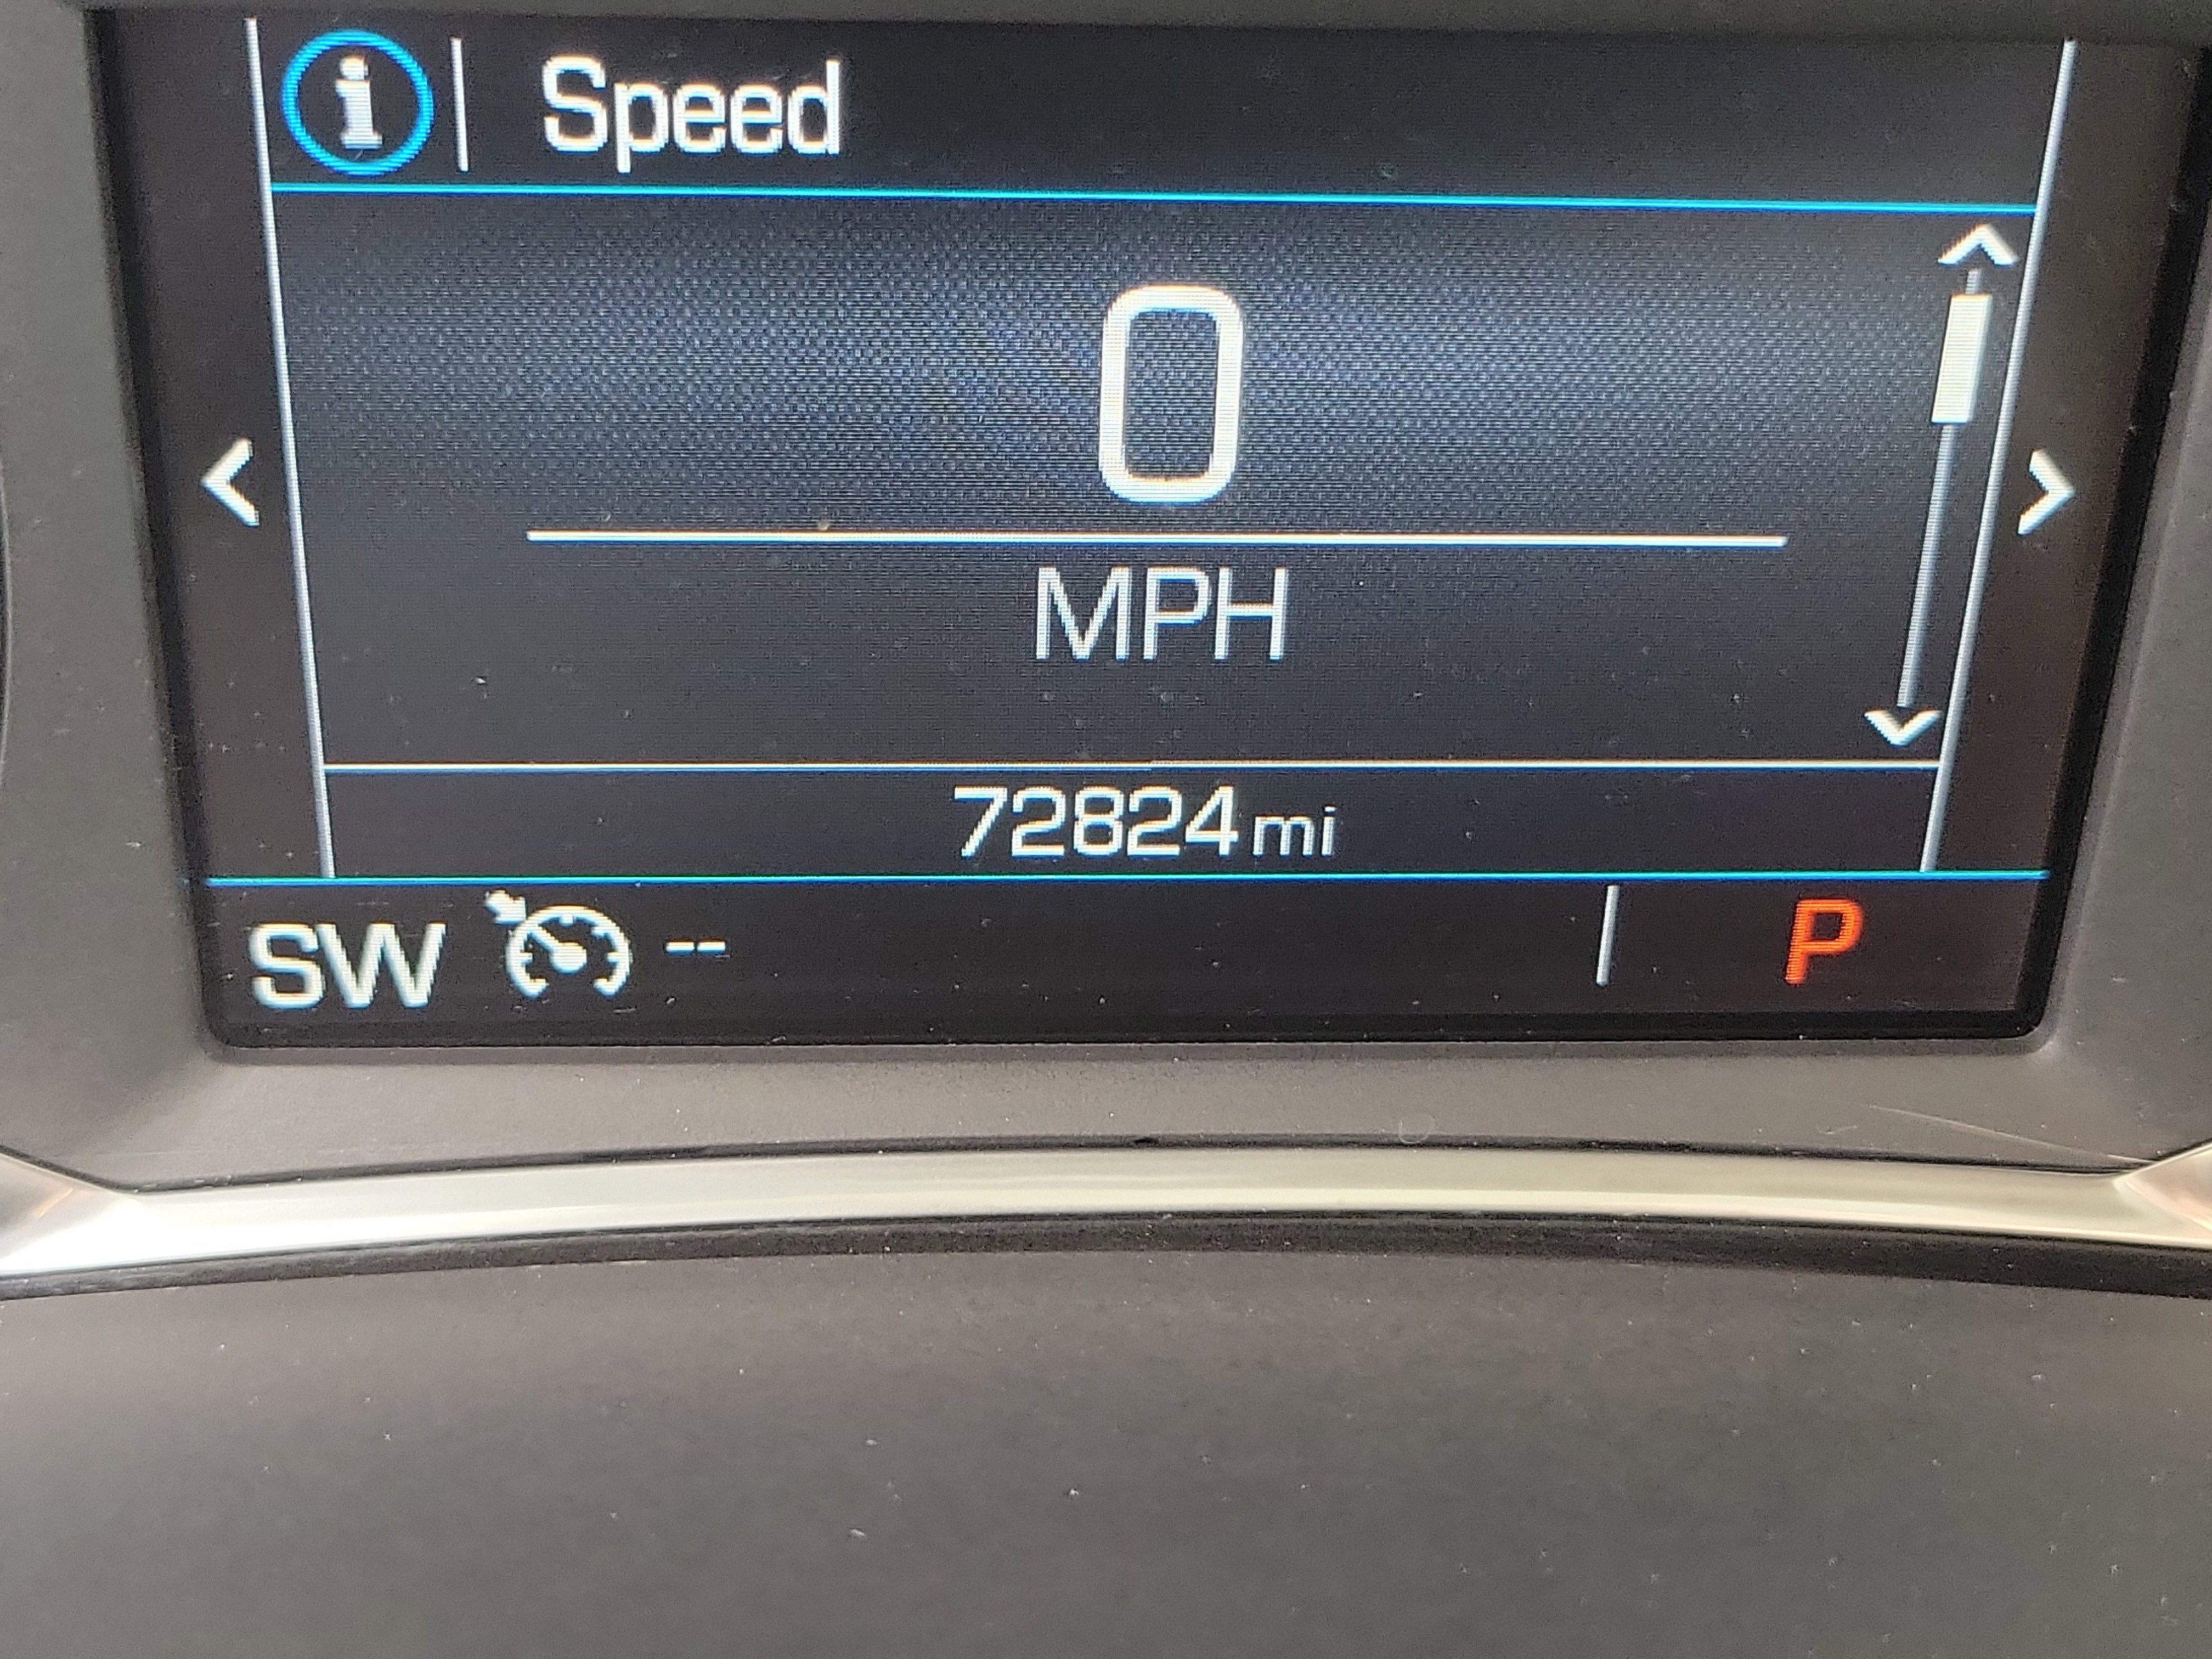 i | Speed
0
MPH
72824 mi
SW -- | P